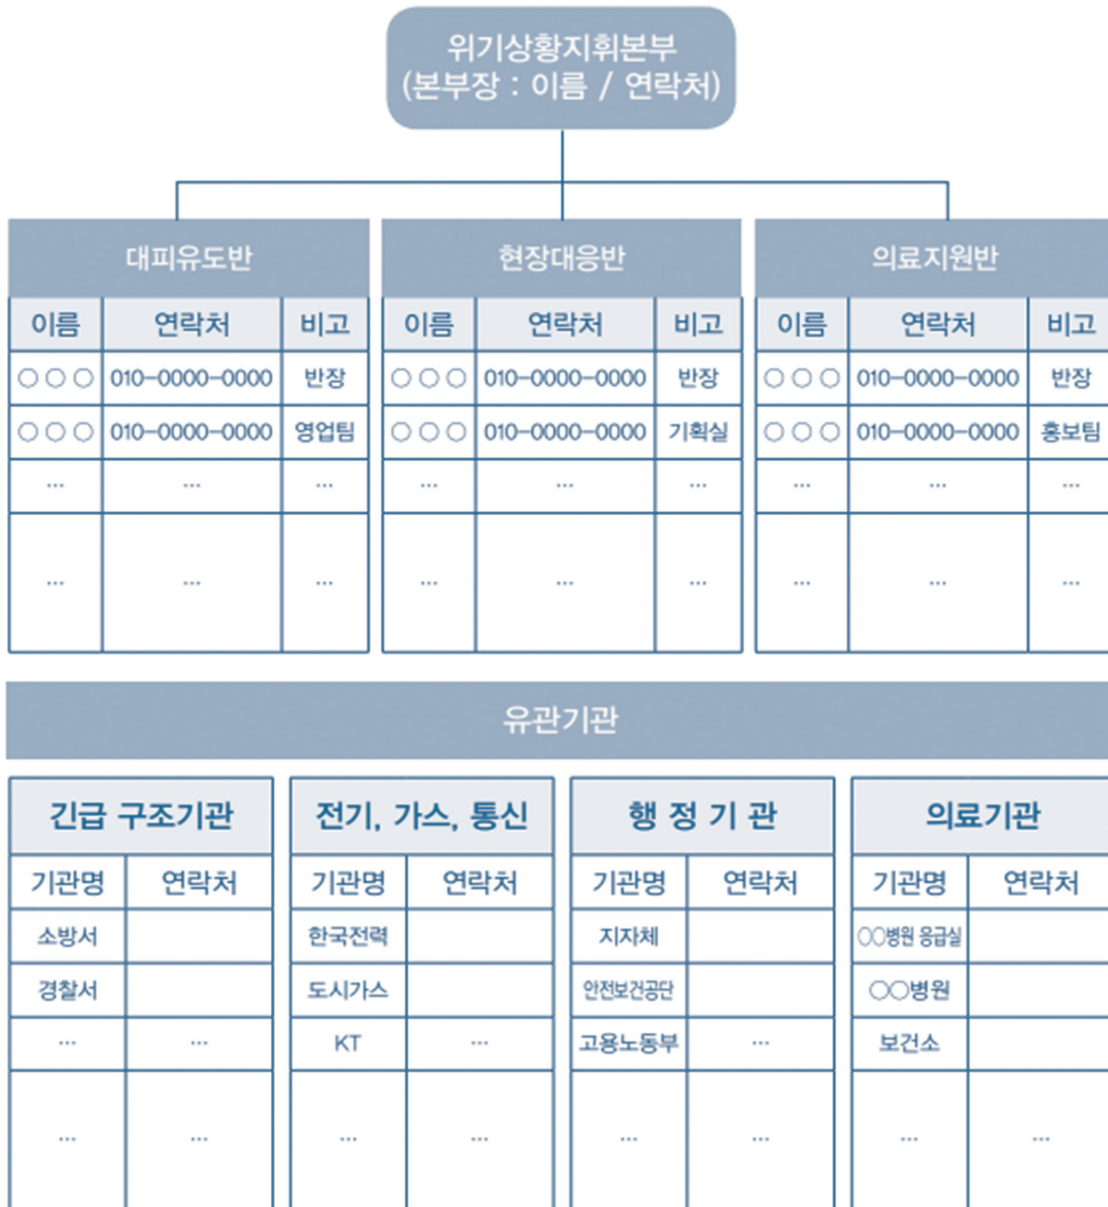 위기상황지휘본부
(본부장 : 이름 / 연락처)
대피유도반 현장대응반 의료지원반
이름 연락처 비고 이름 연락처 비고 이름 연락처 비고
○○○ 010-0000-0000 반장 ○○○ 010-0000-0000 반장 ○○○ 010-0000-0000 반장
○○○ 010-0000-0000 영업팀 ○○○ 010-0000-0000 기획실 ○○○ 010-0000-0000 홍보팀
… … … … … … … … …
… … … … … … … … …
유관기관
긴급 구조기관 전기, 가스, 통신 행 정 기 관 의료기관
기관명 연락처 기관명 연락처 기관명 연락처 기관명 연락처
소방서 한국전력 지자체 ○○병원 응급실
경찰서 도시가스 안전보건공단 ○○병원
… … KT … 고용노동부 … 보건소
… … … … … … … …